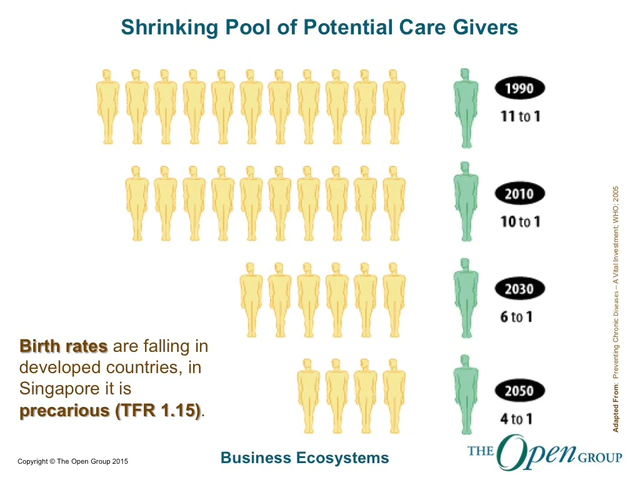 Shrinking Pool of Potential Care Givers
1990
11 to 1
2010
10 to 1
2030
6 to 1
2050
4 to 1
Birth rates are falling in
developed countries, in
Singapore it is
precarious (TFR 1.15).
Adapted From: Preventing Chronic Diseases – A Vital Investment; WHO; 2005
Copyright © The Open Group 2015
Business Ecosystems
THE Open GROUP